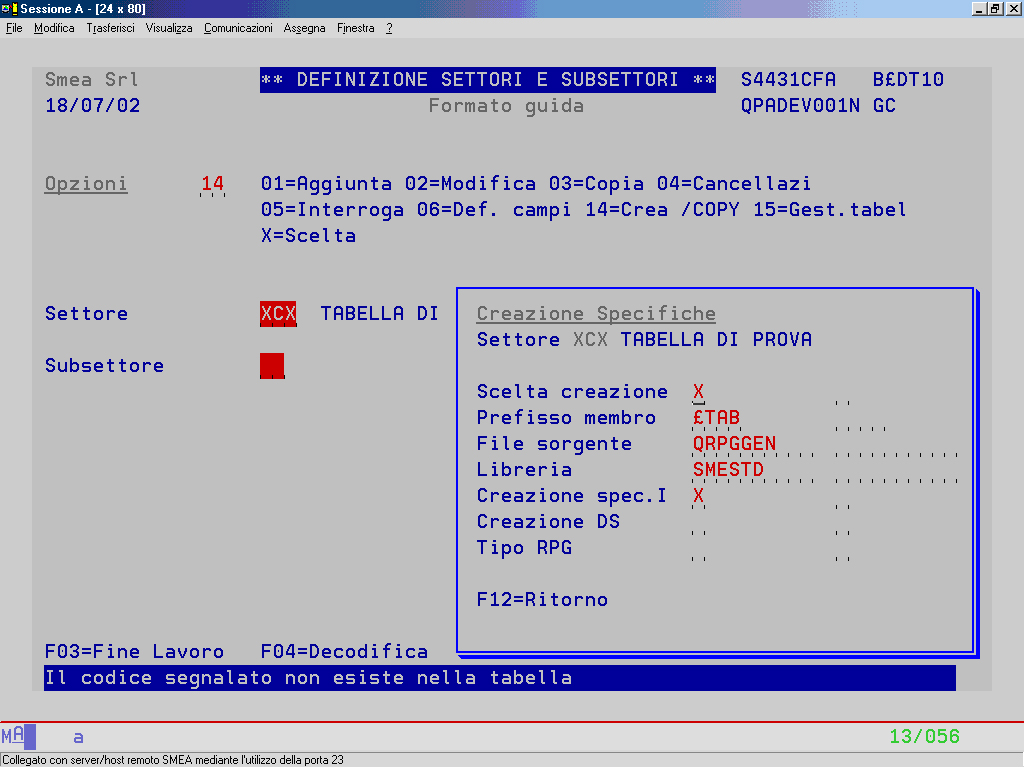 Sessione A - [24 x 80]
File Modifica Trasferisci Visualizza Comunicazioni Assegna Finestra ?
Smea Srl ** DEFINIZIONE SETTORI E SUBSETTORI ** S4431CFA B£DT10
18/07/02 Formato guida QPADEV001N GC
Opzioni 14 01=Aggiunta 02=Modifica 03=Copia 04=Cancellazi
05=Interroga 06=Def. campi 14=Crea /COPY 15=Gest.tabel
X=Scelta
Settore XCX TABELLA DI
Subsettore
Creazione Specifiche
Settore XCX TABELLA DI PROVA
Scelta creazione X
Prefisso membro £TAB
File sorgente QRPGGEN
Libreria SMESTD
Creazione spec.I X
Creazione DS
Tipo RPG
F12=Ritorno
F03=Fine Lavoro F04=Decodifica
Il codice segnalato non esiste nella tabella
MA a 13/056
Collegato con server/host remoto SMEA mediante l'utilizzo della porta 23